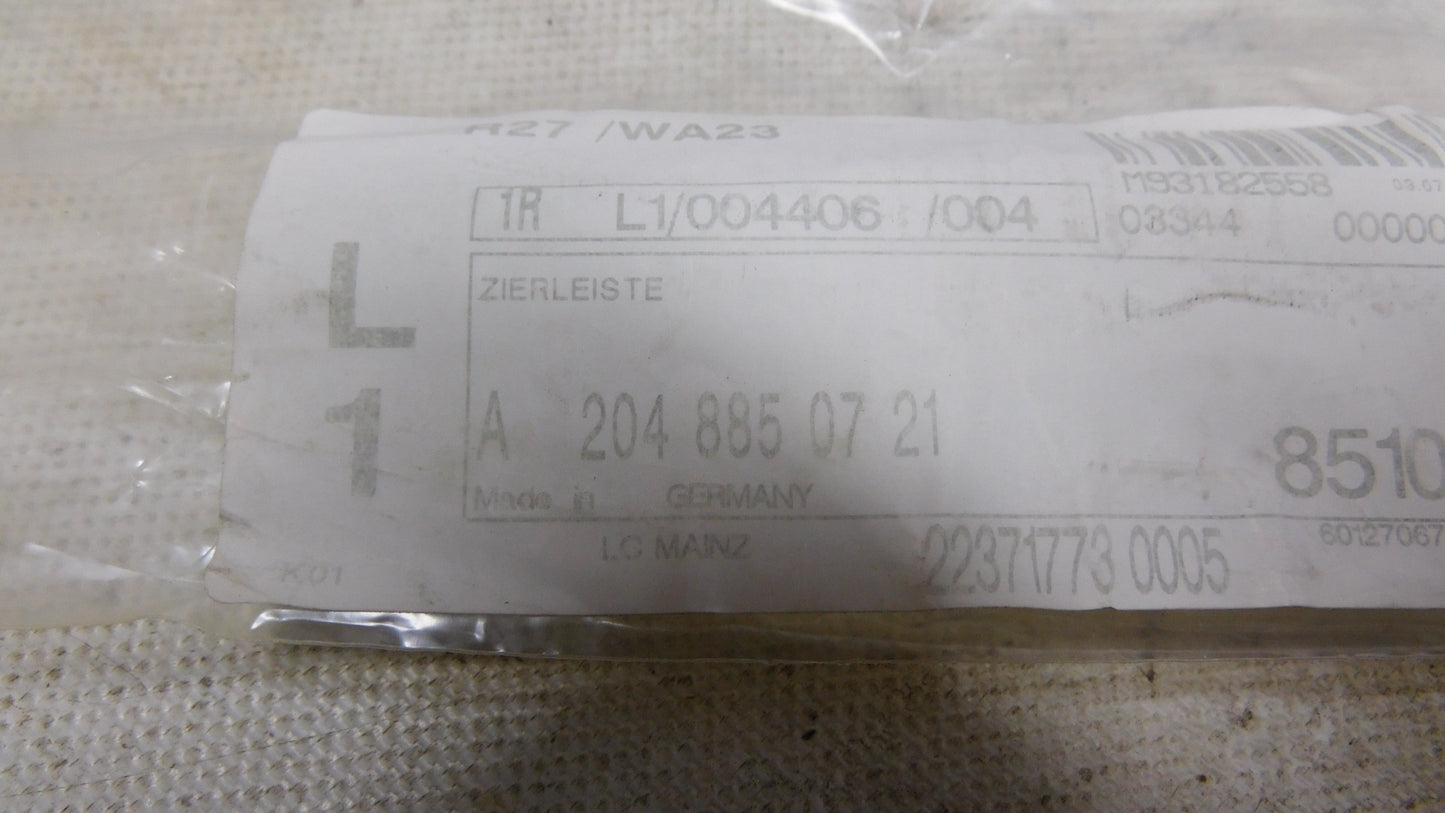 /WA23
M93182558
1R L1/004406 /004
03344 00000
ZIERLEISTE
L
1
A 204 885 07 21
8510
Made in GERMANY
LC MAINZ
22371773 0005
60127067
K01